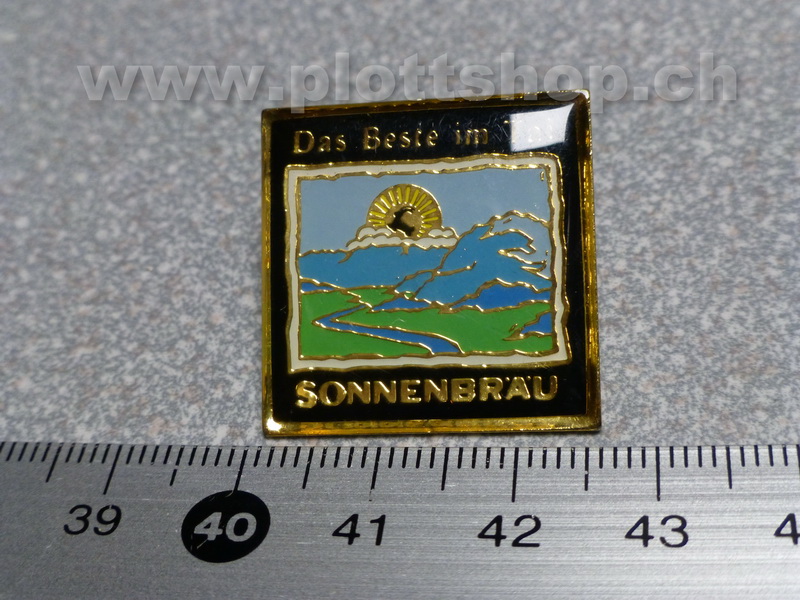 www.plottshop.ch
Das Beste im
SONNENBRÄU
39 40 41 42 43